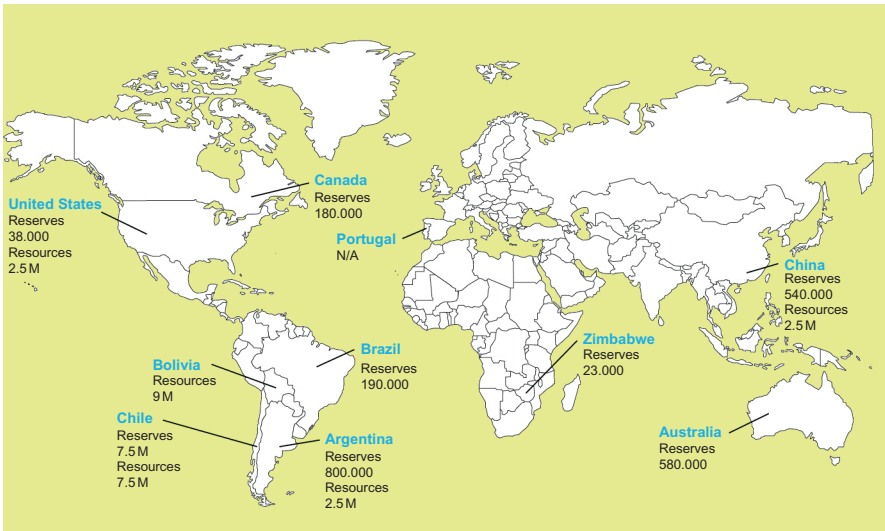 Canada
Reserves
180.000
United States
Reserves
38.000
Resources
2.5 M
Portugal
N/A
China
Reserves
540.000
Resources
2.5 M
Zimbabwe
Reserves
23.000
Brazil
Reserves
190.000
Bolivia
Resources
9 M
Chile
Reserves
7.5 M
Resources
7.5 M
Argentina
Reserves
800.000
Resources
2.5 M
Australia
Reserves
580.000